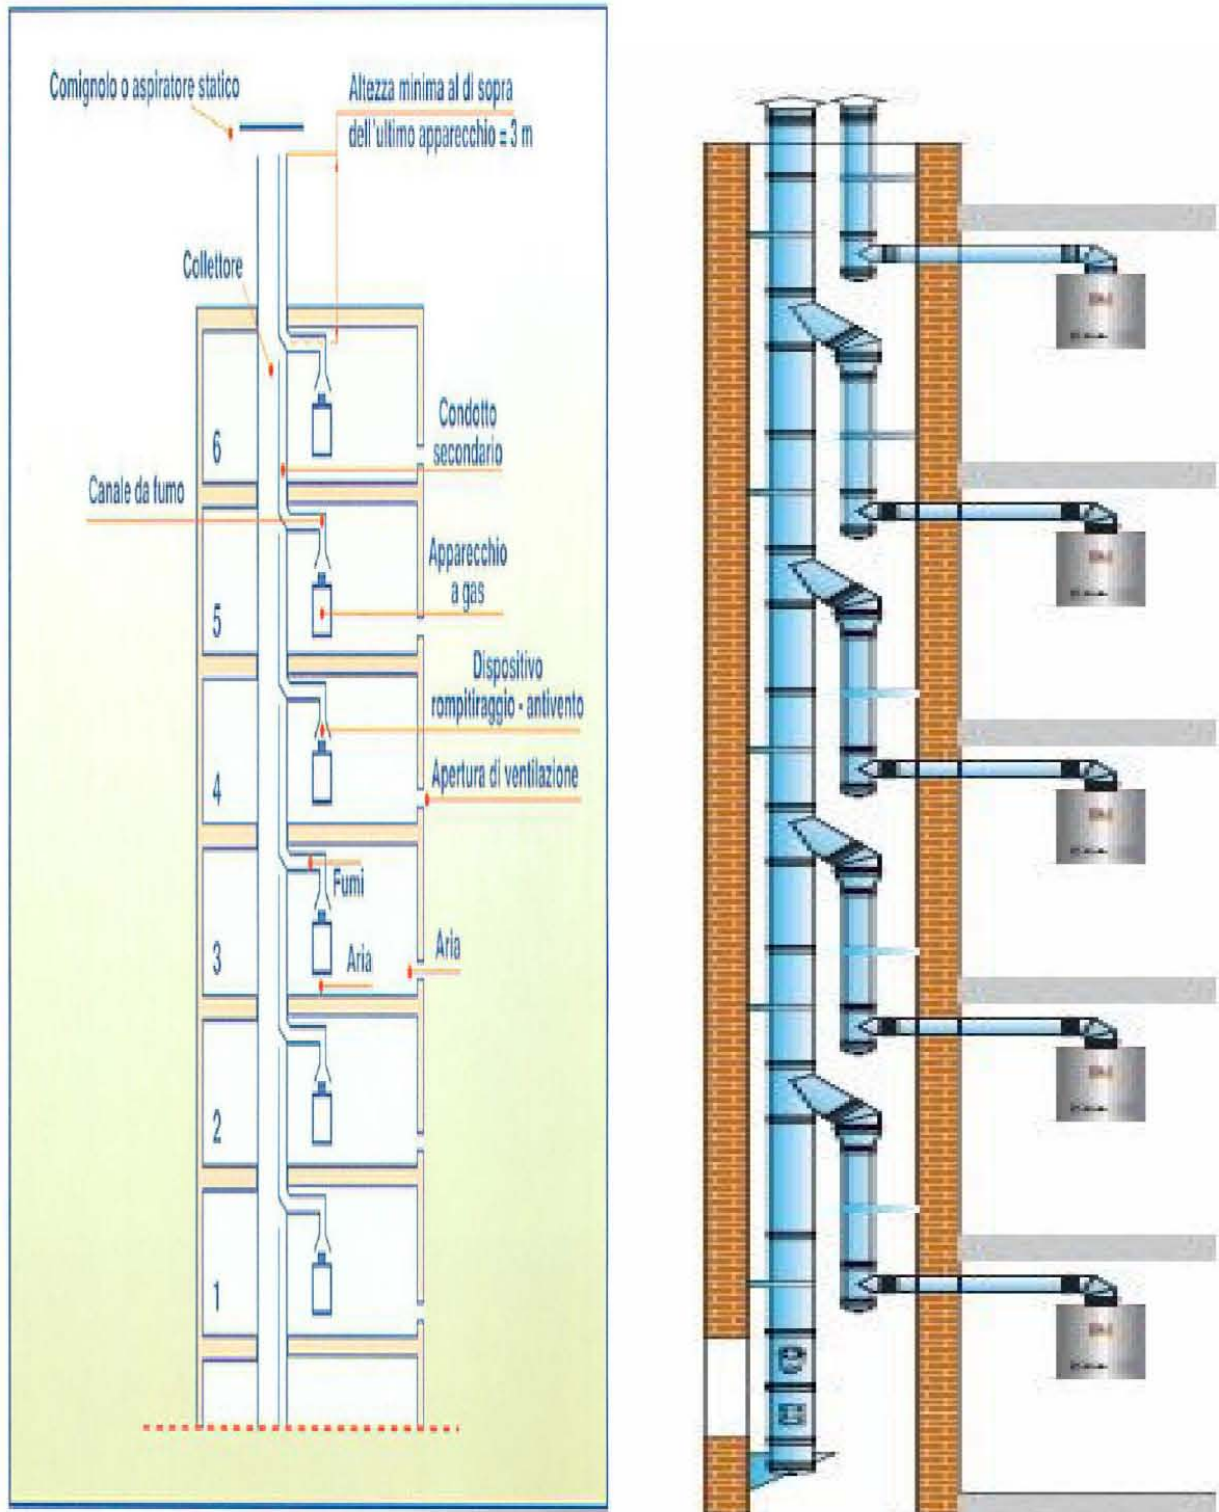 Comignolo o aspiratore statico
Altezza minima al di sopra
dell'ultimo apparecchio = 3 m
Collettore
6
Condotto
secondario
Canale da fumo
5
Apparecchio
a gas
Dispositivo
rompitiraggio - antivento
4
Apertura di ventilazione
Fumi
3
Aria
Aria
2
1